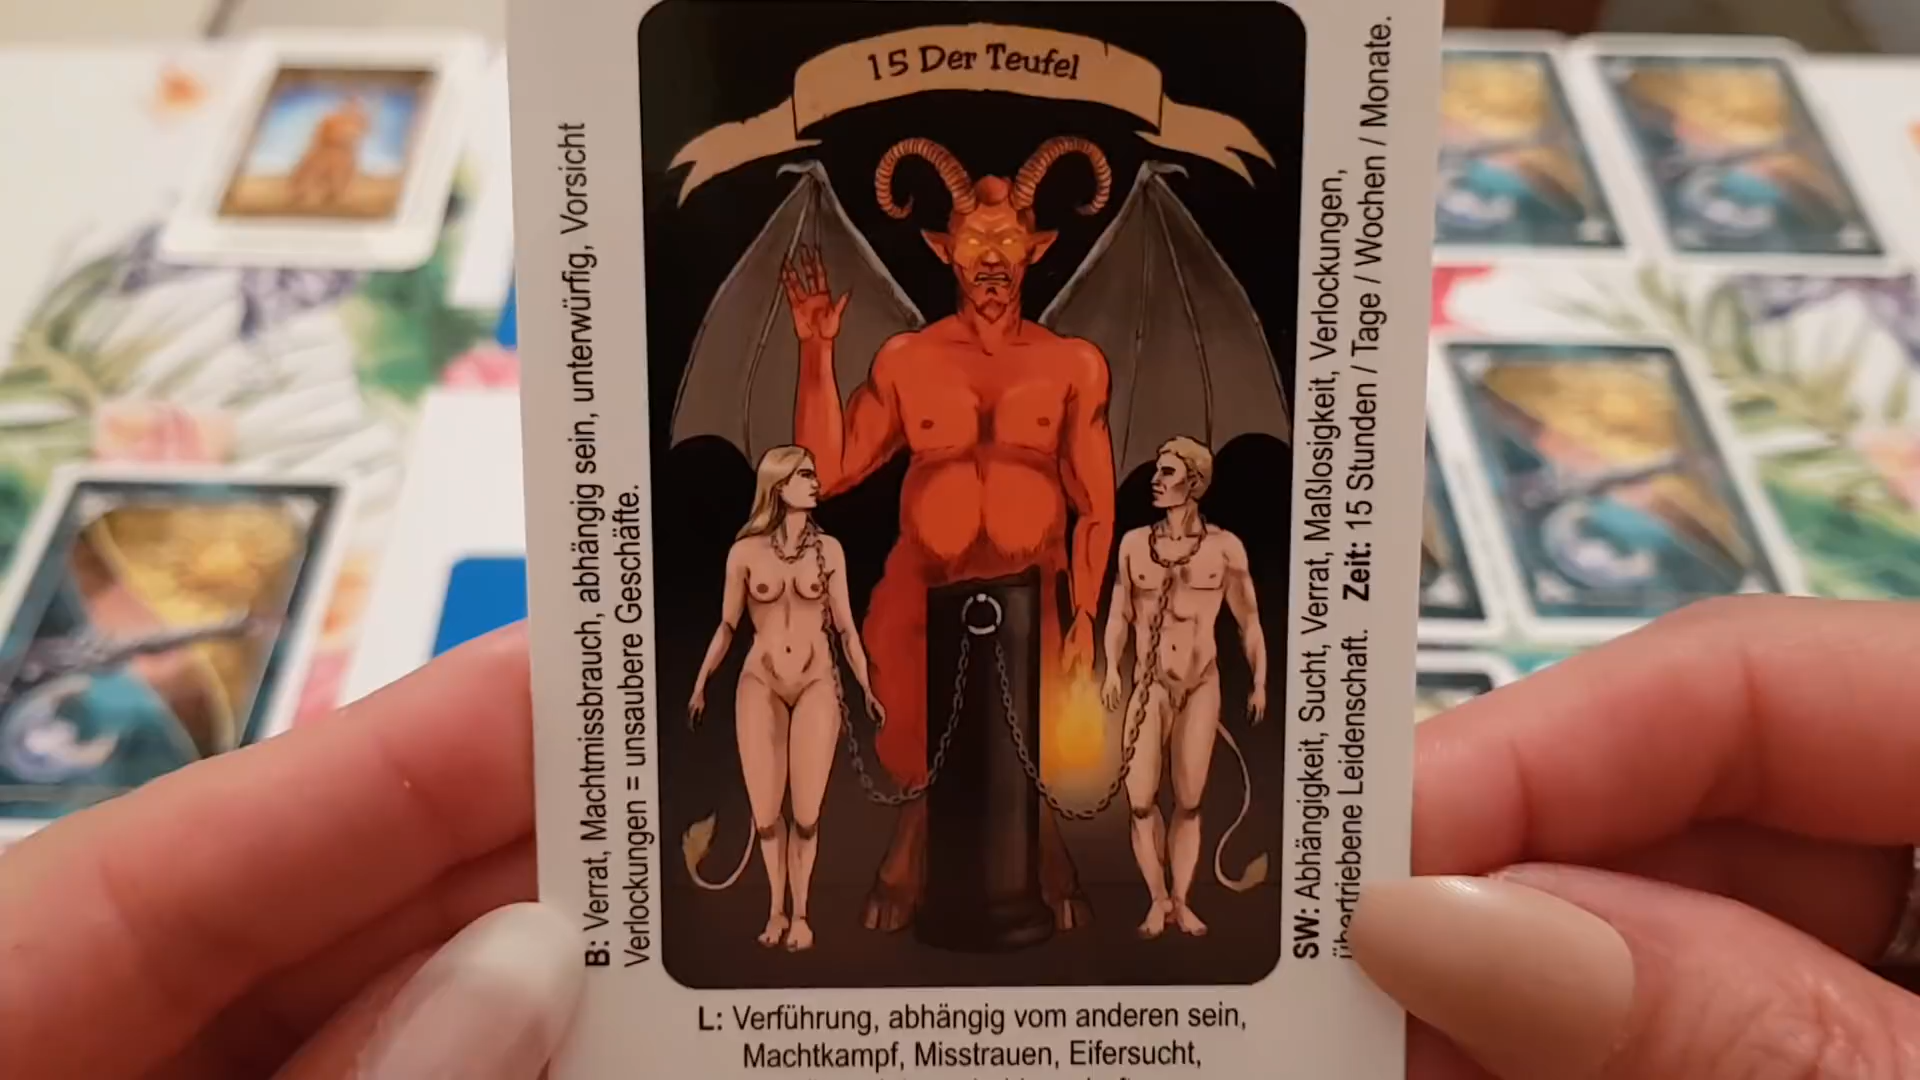 15 Der Teufel
B: Verrat, Machtmissbrauch, abhängig sein, unterwürfig, Vorsicht
Verlockungen = unsaubere Geschäfte.
SW: Abhängigkeit, Sucht, Verrat, Maßlosigkeit, Verlockungen,
übertriebene Leidenschaft. Zeit: 15 Stunden / Tage / Wochen / Monate.
L: Verführung, abhängig vom anderen sein,
Machtkampf, Misstrauen, Eifersucht,